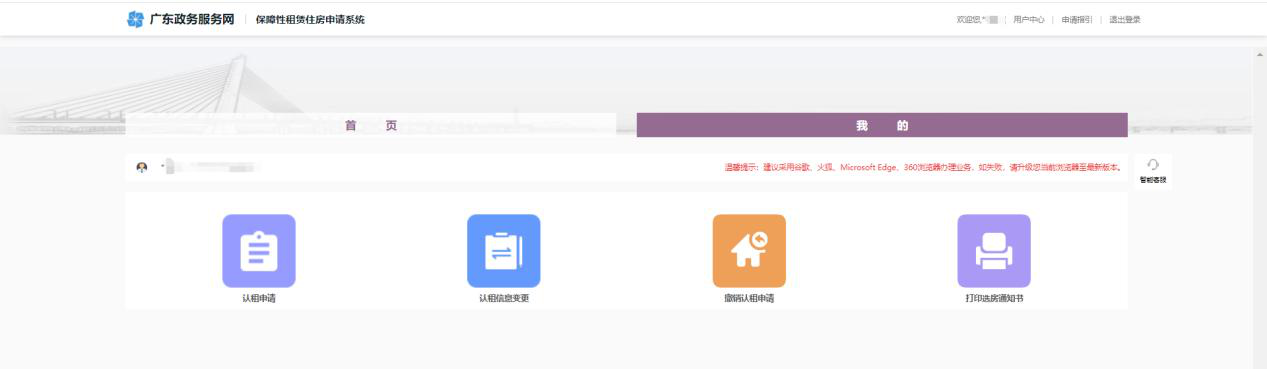 广东政务服务网 保障性租赁住房申请系统 欢迎您,* 用户中心 申请指引 退出登录
首 页 我 的
* 温馨提示：建议采用谷歌、火狐、Microsoft Edge、360浏览器办理业务，如失败，请升级您当前浏览器至最新版本。
智能客服
认租申请 认租信息变更 撤销认租申请 打印选房通知书